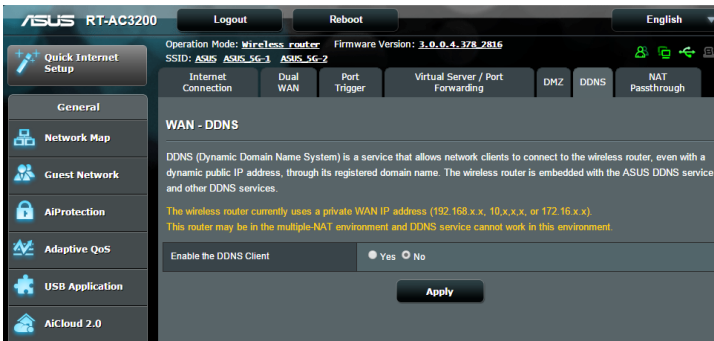 ASUS RT-AC3200 Logout Reboot English
Quick Internet Setup
Operation Mode: Wireless router Firmware Version: 3.0.0.4.378_2816
SSID: ASUS ASUS_5G-1 ASUS_5G-2
Internet Connection Dual WAN Port Trigger Virtual Server / Port Forwarding DMZ DDNS NAT Passthrough
General
Network Map
Guest Network
AiProtection
Adaptive QoS
USB Application
AiCloud 2.0
WAN - DDNS
DDNS (Dynamic Domain Name System) is a service that allows network clients to connect to the wireless router, even with a
dynamic public IP address, through its registered domain name. The wireless router is embedded with the ASUS DDNS service
and other DDNS services.
The wireless router currently uses a private WAN IP address (192.168.x.x, 10,x,x,x, or 172.16.x.x).
This router may be in the multiple-NAT environment and DDNS service cannot work in this environment.
Enable the DDNS Client Yes No
Apply